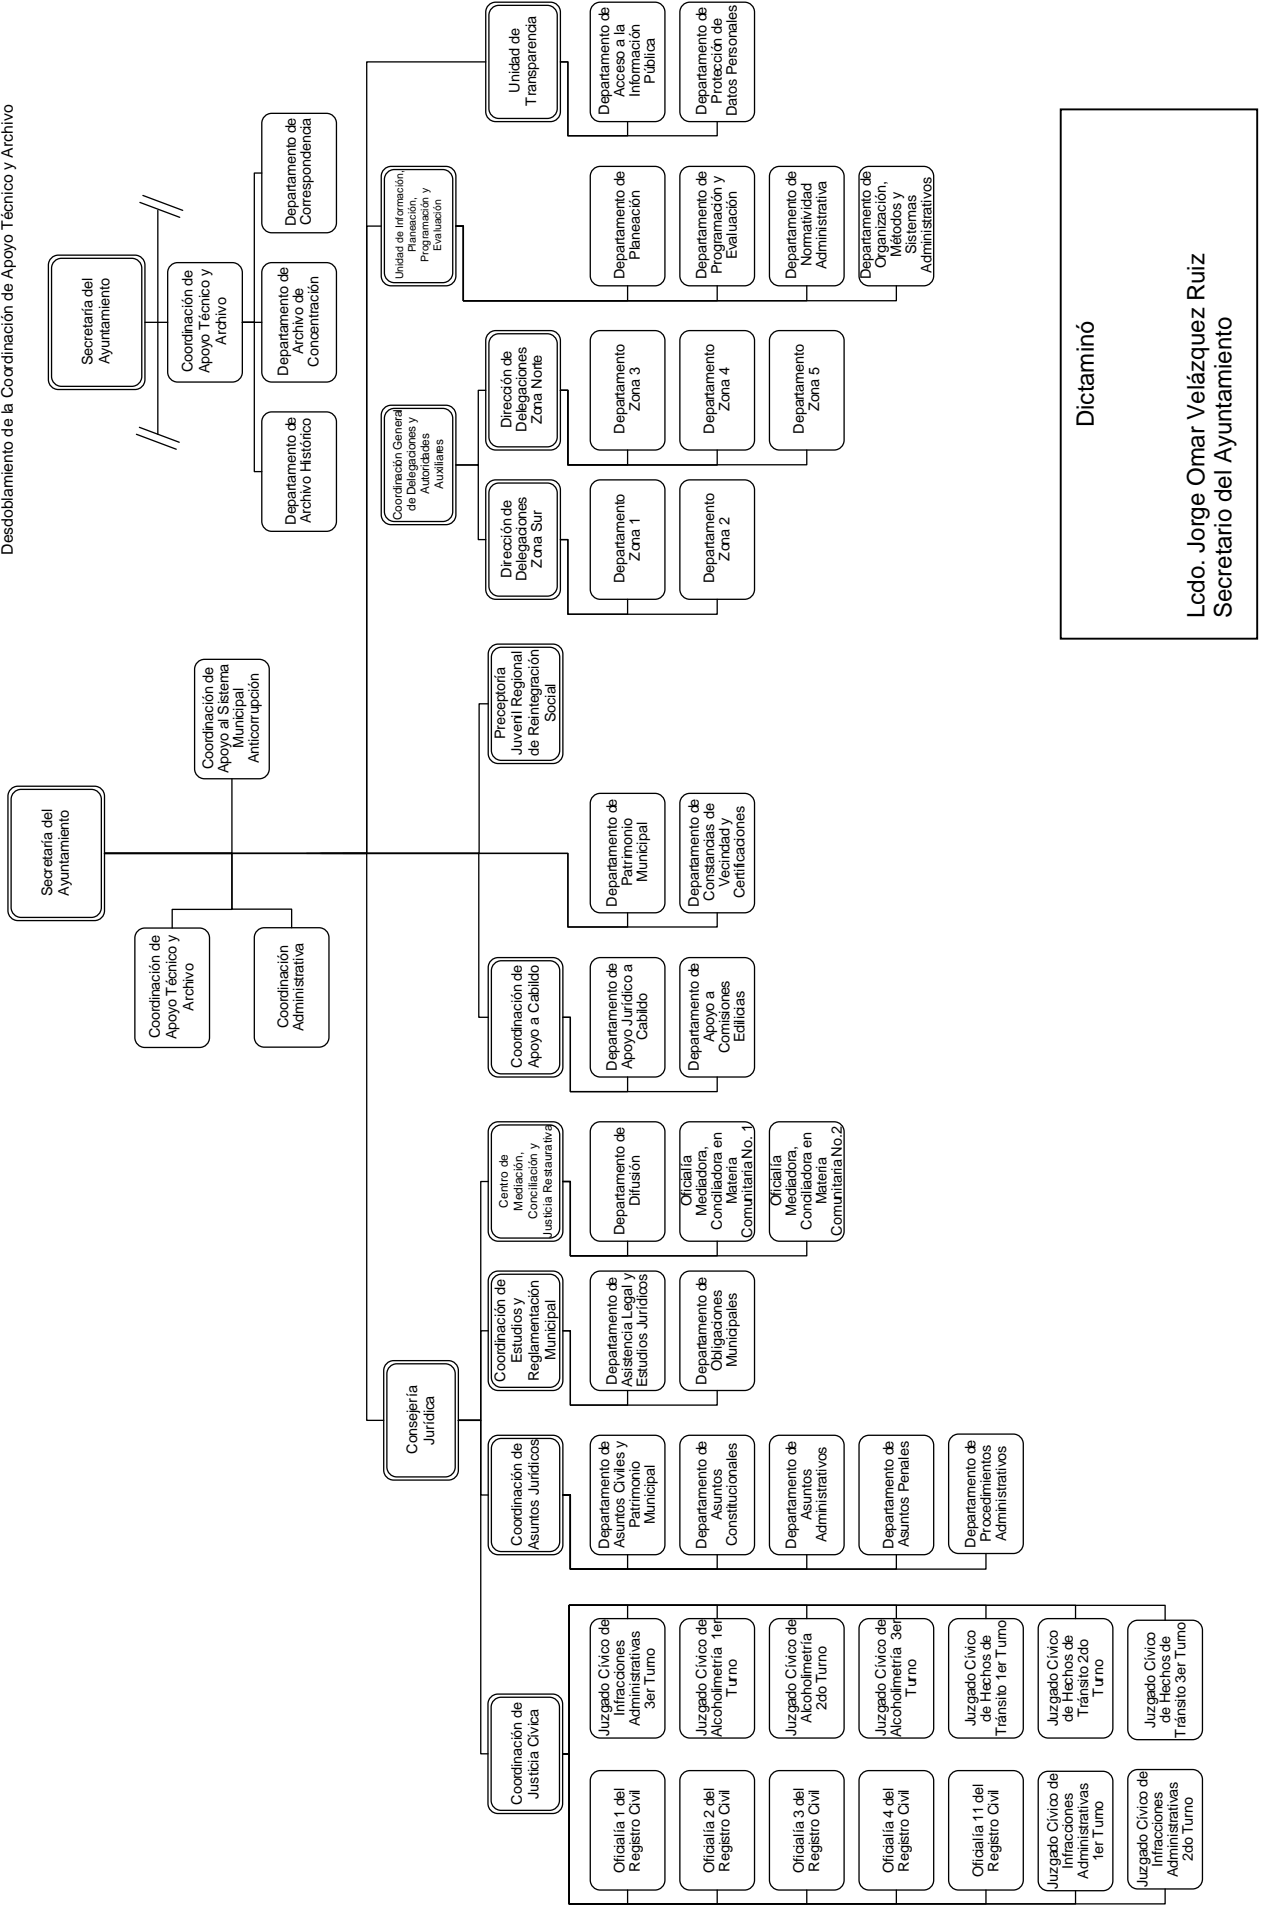 Desdoblamiento de la Coordinación de Apoyo Técnico y Archivo
Secretaría del
Ayuntamiento
Coordinación de
Apoyo Técnico y
Archivo
Departamento de
Archivo Histórico
Departamento de
Archivo de
Concentración
Departamento de
Correspondencia
Secretaría del
Ayuntamiento
Coordinación de
Apoyo Técnico y
Archivo
Coordinación de
Apoyo al Sistema
Municipal
Anticorrupción
Coordinación
Administrativa
Consejería
Jurídica
Coordinación General
de Delegaciones y
Autoridades
Auxiliares
Unidad de Información,
Planeación,
Programación y
Evaluación
Coordinación de
Justicia Cívica
Coordinación de
Asuntos Jurídicos
Coordinación de
Estudios y
Reglamentación
Municipal
Centro de
Mediación,
Conciliación y
Justicia Restaurativa
Coordinación de
Apoyo a Cabildo
Preceptoría
Juvenil Regional
de Reintegración
Social
Dirección de
Delegaciones
Zona Sur
Dirección de
Delegaciones
Zona Norte
Unidad de
Transparencia
Oficialía 1 del
Registro Civil
Oficialía 2 del
Registro Civil
Oficialía 3 del
Registro Civil
Oficialía 4 del
Registro Civil
Oficialía 11 del
Registro Civil
Juzgado Cívico de
Infracciones
Administrativas
1er Turno
Juzgado Cívico de
Infracciones
Administrativas
2do Turno
Juzgado Cívico de
Infracciones
Administrativas
3er Turno
Juzgado Cívico de
Alcoholimetría 1er
Turno
Juzgado Cívico de
Alcoholimetría
2do Turno
Juzgado Cívico de
Alcoholimetría 3er
Turno
Juzgado Cívico
de Hechos de
Tránsito 1er Turno
Juzgado Cívico
de Hechos de
Tránsito 2do
Turno
Juzgado Cívico
de Hechos de
Tránsito 3er Turno
Departamento de
Asuntos Civiles y
Patrimonio
Municipal
Departamento de
Asuntos
Constitucionales
Departamento de
Asuntos
Administrativos
Departamento de
Asuntos Penales
Departamento de
Procedimientos
Administrativos
Departamento de
Asistencia Legal y
Estudios Jurídicos
Departamento de
Obligaciones
Municipales
Departamento de
Difusión
Oficialía
Mediadora,
Conciliadora en
Materia
Comunitaria No. 1
Oficialía
Mediadora,
Conciliadora en
Materia
Comunitaria No.2
Departamento de
Apoyo Jurídico a
Cabildo
Departamento de
Apoyo a
Comisiones
Edilicias
Departamento de
Patrimonio
Municipal
Departamento de
Constancias de
Vecindad y
Certificaciones
Departamento
Zona 1
Departamento
Zona 2
Departamento
Zona 3
Departamento
Zona 4
Departamento
Zona 5
Departamento de
Planeación
Departamento de
Programación y
Evaluación
Departamento de
Normatividad
Administrativa
Departamento de
Organización,
Métodos y
Sistemas
Administrativos
Departamento de
Acceso a la
Información
Pública
Departamento de
Protección de
Datos Personales
Dictaminó
Lcdo. Jorge Omar Velázquez Ruiz
Secretario del Ayuntamiento